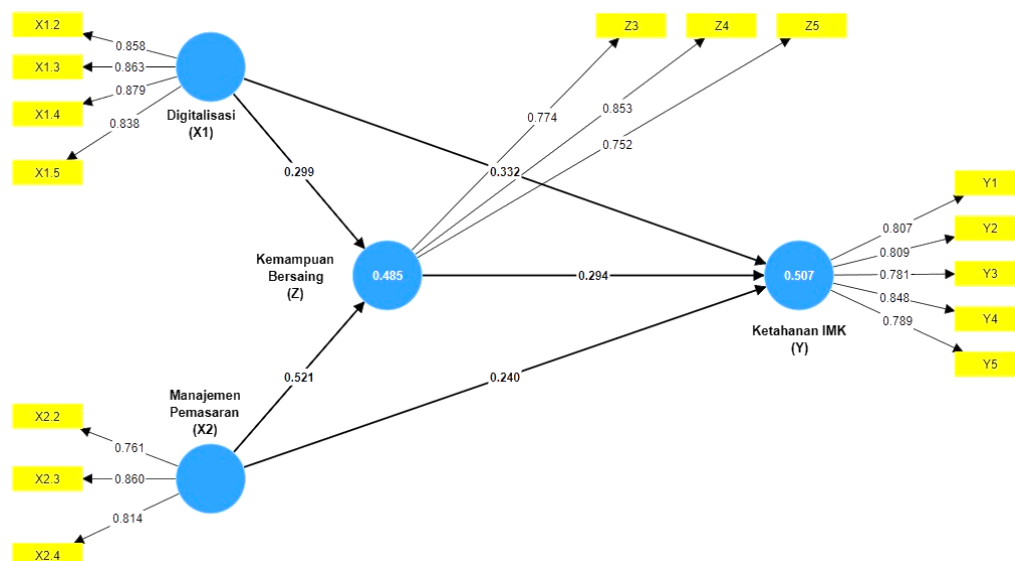 X1.2
X1.3
X1.4
X1.5
0.858
0.863
0.879
0.838
Digitalisasi
(X1)
Z3
Z4
Z5
0.774
0.853
0.752
0.299
0.332
Kemampuan
Bersaing
(Z)
0.485
0.294
0.507
Ketahanan IMK
(Y)
0.807
0.809
0.781
0.848
0.789
Y1
Y2
Y3
Y4
Y5
0.521
0.240
Manajemen
Pemasaran
(X2)
X2.2
X2.3
X2.4
0.761
0.860
0.814